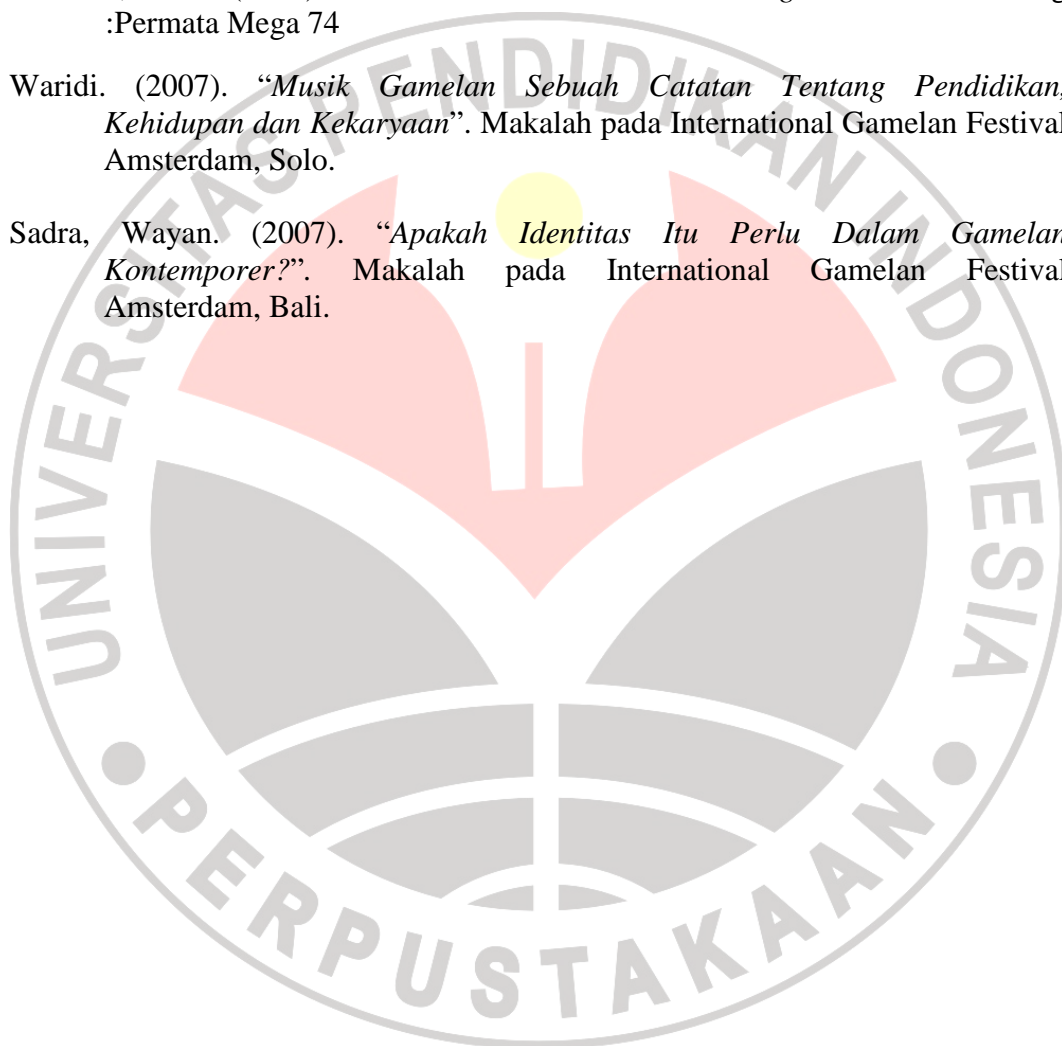 :Permata Mega 74
Waridi. (2007). “Musik Gamelan Sebuah Catatan Tentang Pendidikan,
Kehidupan dan Kekaryaan”. Makalah pada International Gamelan Festival
Amsterdam, Solo.
Sadra, Wayan. (2007). “Apakah Identitas Itu Perlu Dalam Gamelan
Kontemporer?”. Makalah pada International Gamelan Festival
Amsterdam, Bali.
UNIVERSITAS PENDIDIKAN INDONESIA
PERPUSTAKAAN